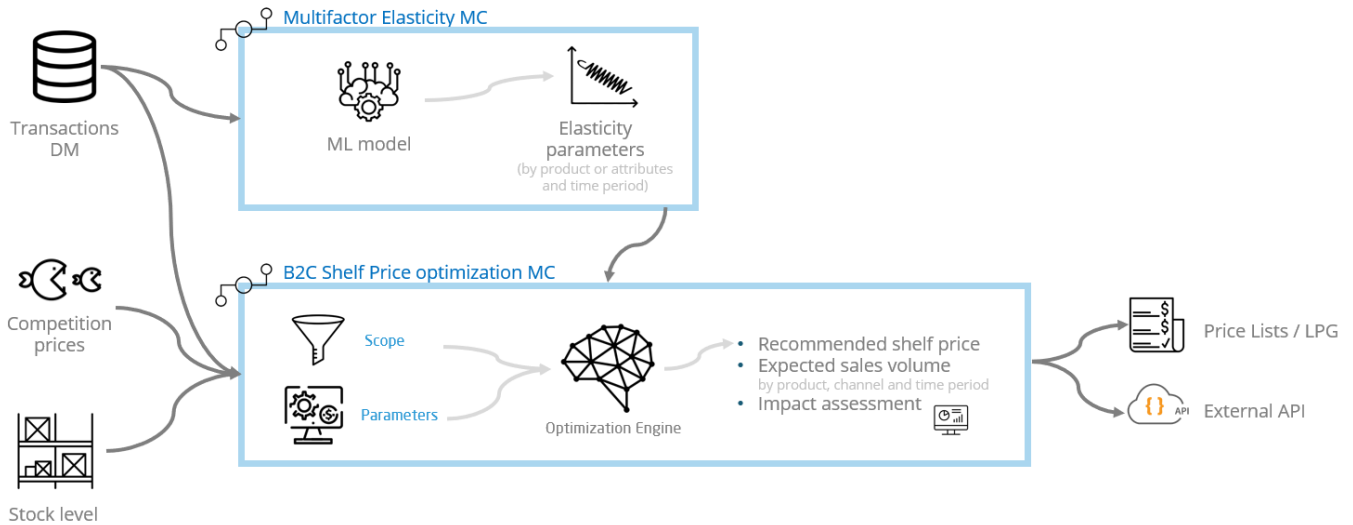 Multifactor Elasticity MC
Transactions
DM
ML model
Elasticity
parameters
(by product or attributes
and time period)
B2C Shelf Price optimization MC
Competition
prices
Stock level
Scope
Parameters
Optimization Engine
• Recommended shelf price
• Expected sales volume
by product, channel and time period
• Impact assessment
$
$
$
Price Lists / LPG
{ } API
External API